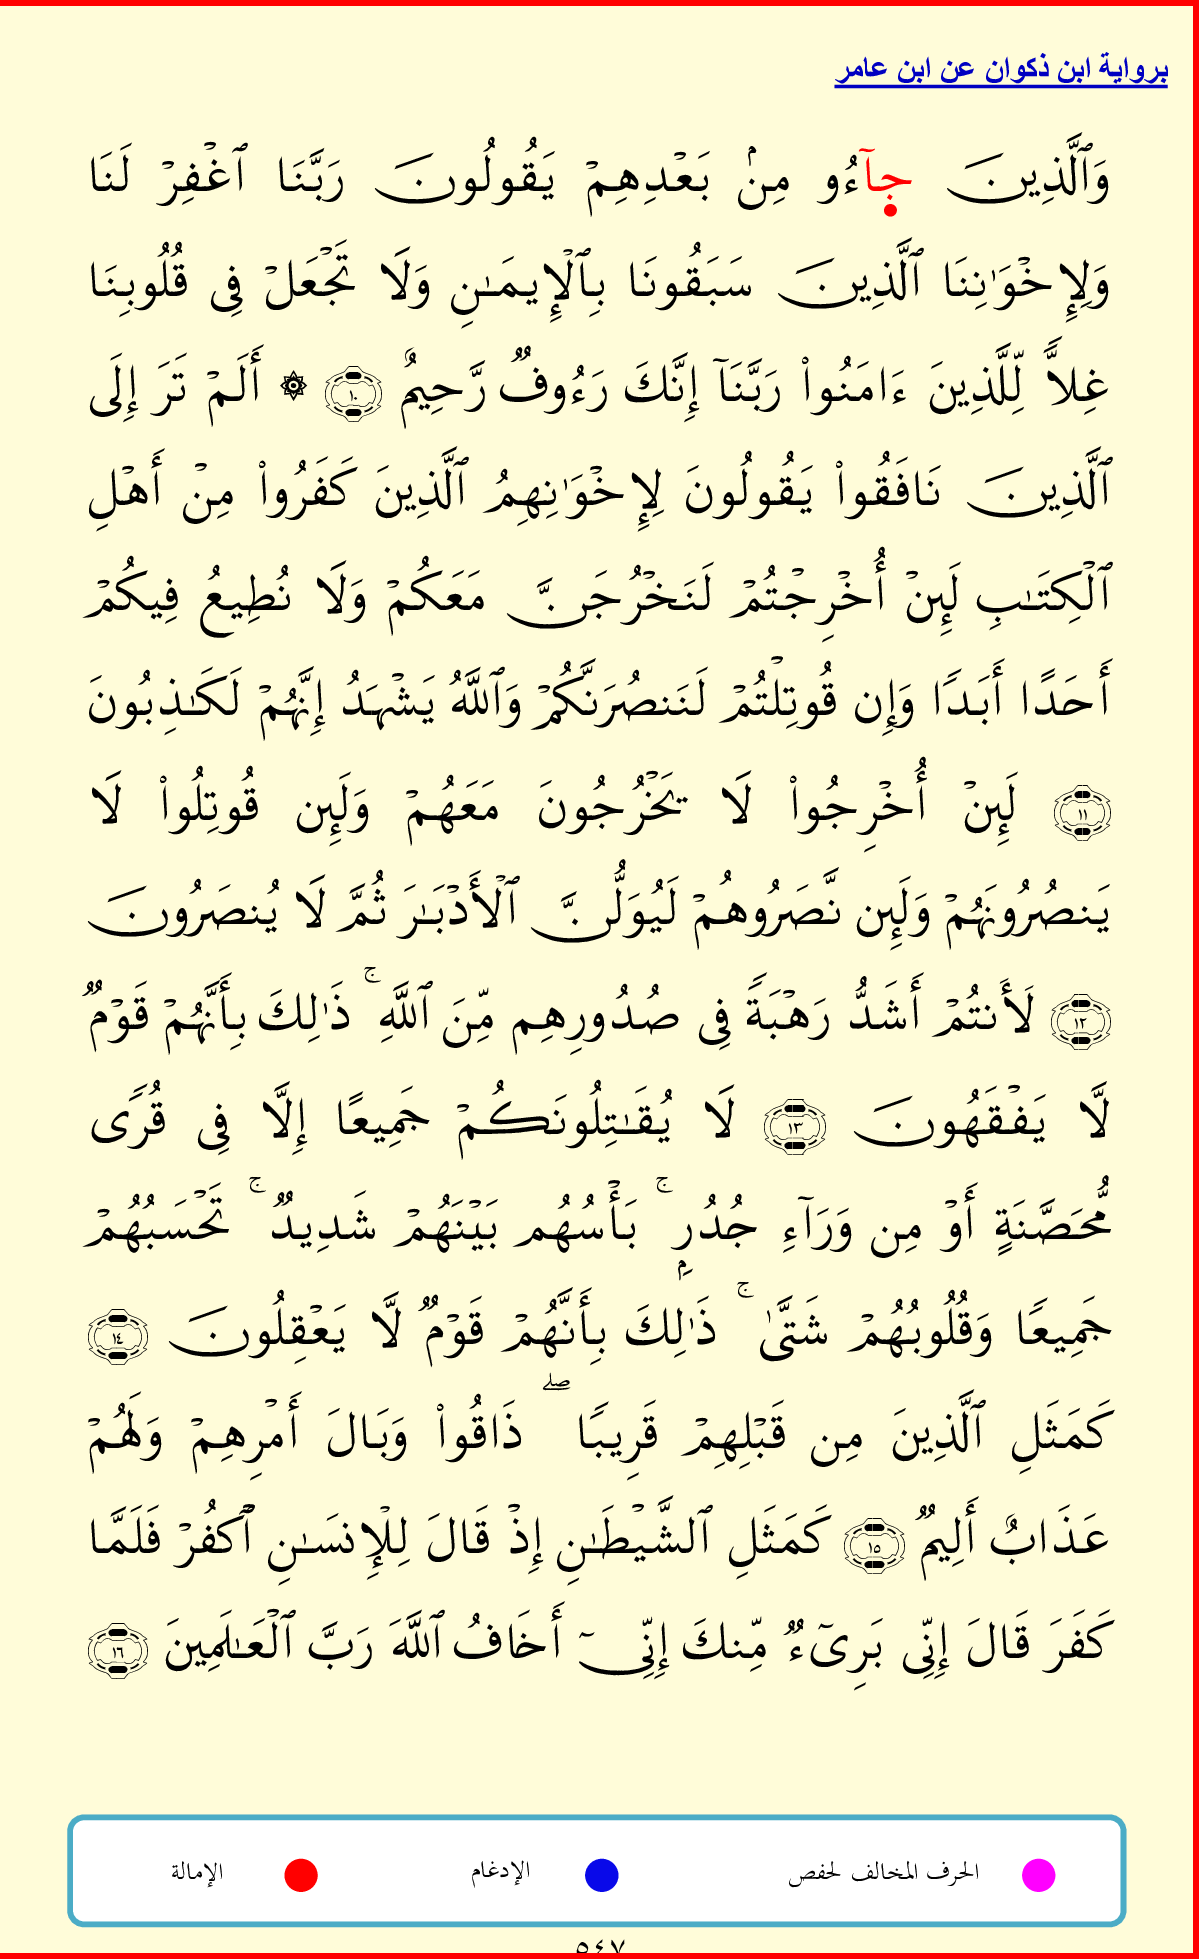 برواية ابن ذكوان عن ابن عامر
وَٱلَّذِينَ جَآءُو مِنۢ بَعْدِهِمْ يَقُولُونَ رَبَّنَا ٱغْفِرْ لَنَا
وَلِإِخْوَٰنِنَا ٱلَّذِينَ سَبَقُونَا بِٱلْإِيمَٰنِ وَلَا تَجْعَلْ فِى قُلُوبِنَا
غِلًّا لِّلَّذِينَ ءَامَنُوا۟ رَبَّنَآ إِنَّكَ رَءُوفٌ رَّحِيمٌ ١٠ ۞ أَلَمْ تَرَ إِلَى
ٱلَّذِينَ نَافَقُوا۟ يَقُولُونَ لِإِخْوَٰنِهِمُ ٱلَّذِينَ كَفَرُوا۟ مِنْ أَهْلِ
ٱلْكِتَٰبِ لَئِنْ أُخْرِجْتُمْ لَنَخْرُجَنَّ مَعَكُمْ وَلَا نُطِيعُ فِيكُمْ
أَحَدًا أَبَدًا وَإِن قُوتِلْتُمْ لَنَنصُرَنَّكُمْ وَٱللَّهُ يَشْهَدُ إِنَّهُمْ لَكَٰذِبُونَ
١١ لَئِنْ أُخْرِجُوا۟ لَا يَخْرُجُونَ مَعَهُمْ وَلَئِن قُوتِلُوا۟ لَا
يَنصُرُونَهُمْ وَلَئِن نَّصَرُوهُمْ لَيُوَلُّنَّ ٱلْأَدْبَٰرَ ثُمَّ لَا يُنصَرُونَ
١٢ لَأَنتُمْ أَشَدُّ رَهْبَةً فِى صُدُورِهِم مِّنَ ٱللَّهِ ۚ ذَٰلِكَ بِأَنَّهُمْ قَوْمٌ
لَّا يَفْقَهُونَ ١٣ لَا يُقَٰتِلُونَكُمْ جَمِيعًا إِلَّا فِى قُرًى
مُّحَصَّنَةٍ أَوْ مِن وَرَآءِ جُدُرٍۭ ۚ بَأْسُهُم بَيْنَهُمْ شَدِيدٌ ۚ تَحْسَبُهُمْ
جَمِيعًا وَقُلُوبُهُمْ شَتَّىٰ ۚ ذَٰلِكَ بِأَنَّهُمْ قَوْمٌ لَّا يَعْقِلُونَ ١٤
كَمَثَلِ ٱلَّذِينَ مِن قَبْلِهِمْ قَرِيبًا ۖ ذَاقُوا۟ وَبَالَ أَمْرِهِمْ وَلَهُمْ
عَذَابٌ أَلِيمٌ ١٥ كَمَثَلِ ٱلشَّيْطَٰنِ إِذْ قَالَ لِلْإِنسَٰنِ ٱكْفُرْ فَلَمَّا
كَفَرَ قَالَ إِنِّى بَرِىٓءٌ مِّنكَ إِنِّىٓ أَخَافُ ٱللَّهَ رَبَّ ٱلْعَٰلَمِينَ ١٦
الحرف المخالف لحفص الإدغام الإمالة
٥٤٧